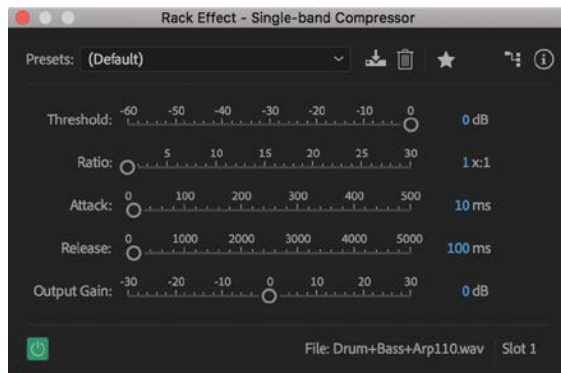 Rack Effect - Single-band Compressor
Presets: (Default)
Threshold: -60 -50 -40 -30 -20 -10 0 0 dB
Ratio: 5 10 15 20 25 30 1 x:1
Attack: 0 100 200 300 400 500 10 ms
Release: 0 1000 2000 3000 4000 5000 100 ms
Output Gain: -30 -20 -10 0 10 20 30 0 dB
File: Drum+Bass+Arp110.wav Slot 1